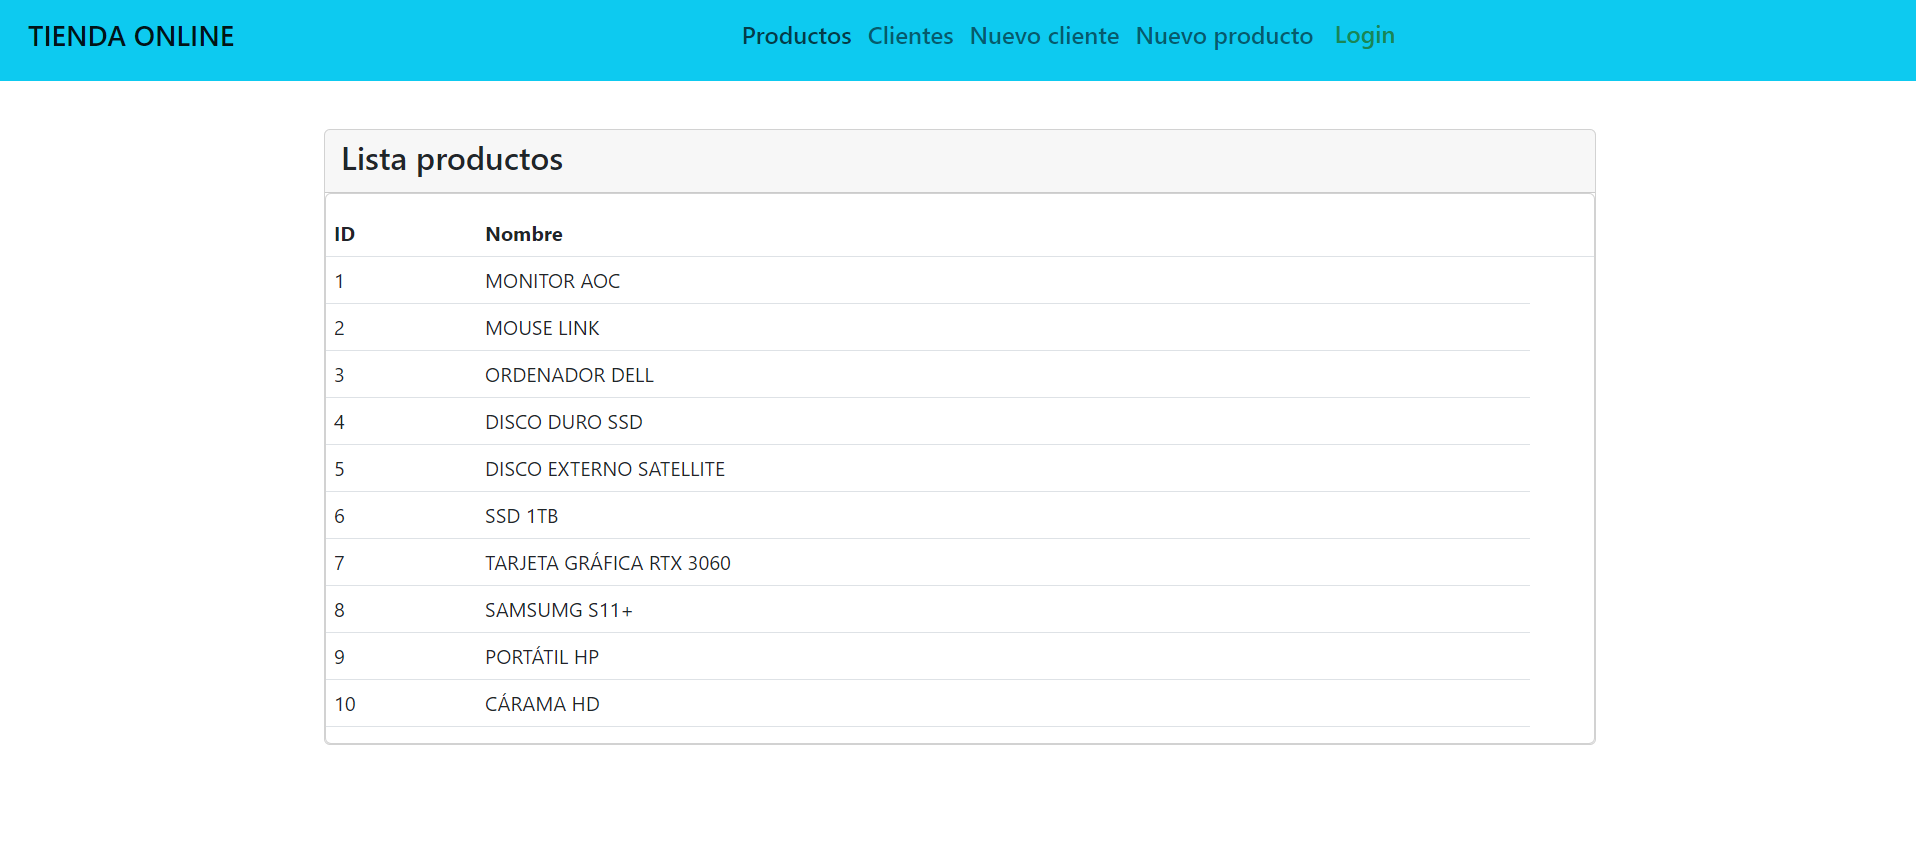 TIENDA ONLINE Productos Clientes Nuevo cliente Nuevo producto Login
Lista productos
ID Nombre
1 MONITOR AOC
2 MOUSE LINK
3 ORDENADOR DELL
4 DISCO DURO SSD
5 DISCO EXTERNO SATELLITE
6 SSD 1TB
7 TARJETA GRÁFICA RTX 3060
8 SAMSUMG S11+
9 PORTÁTIL HP
10 CÁRAMA HD